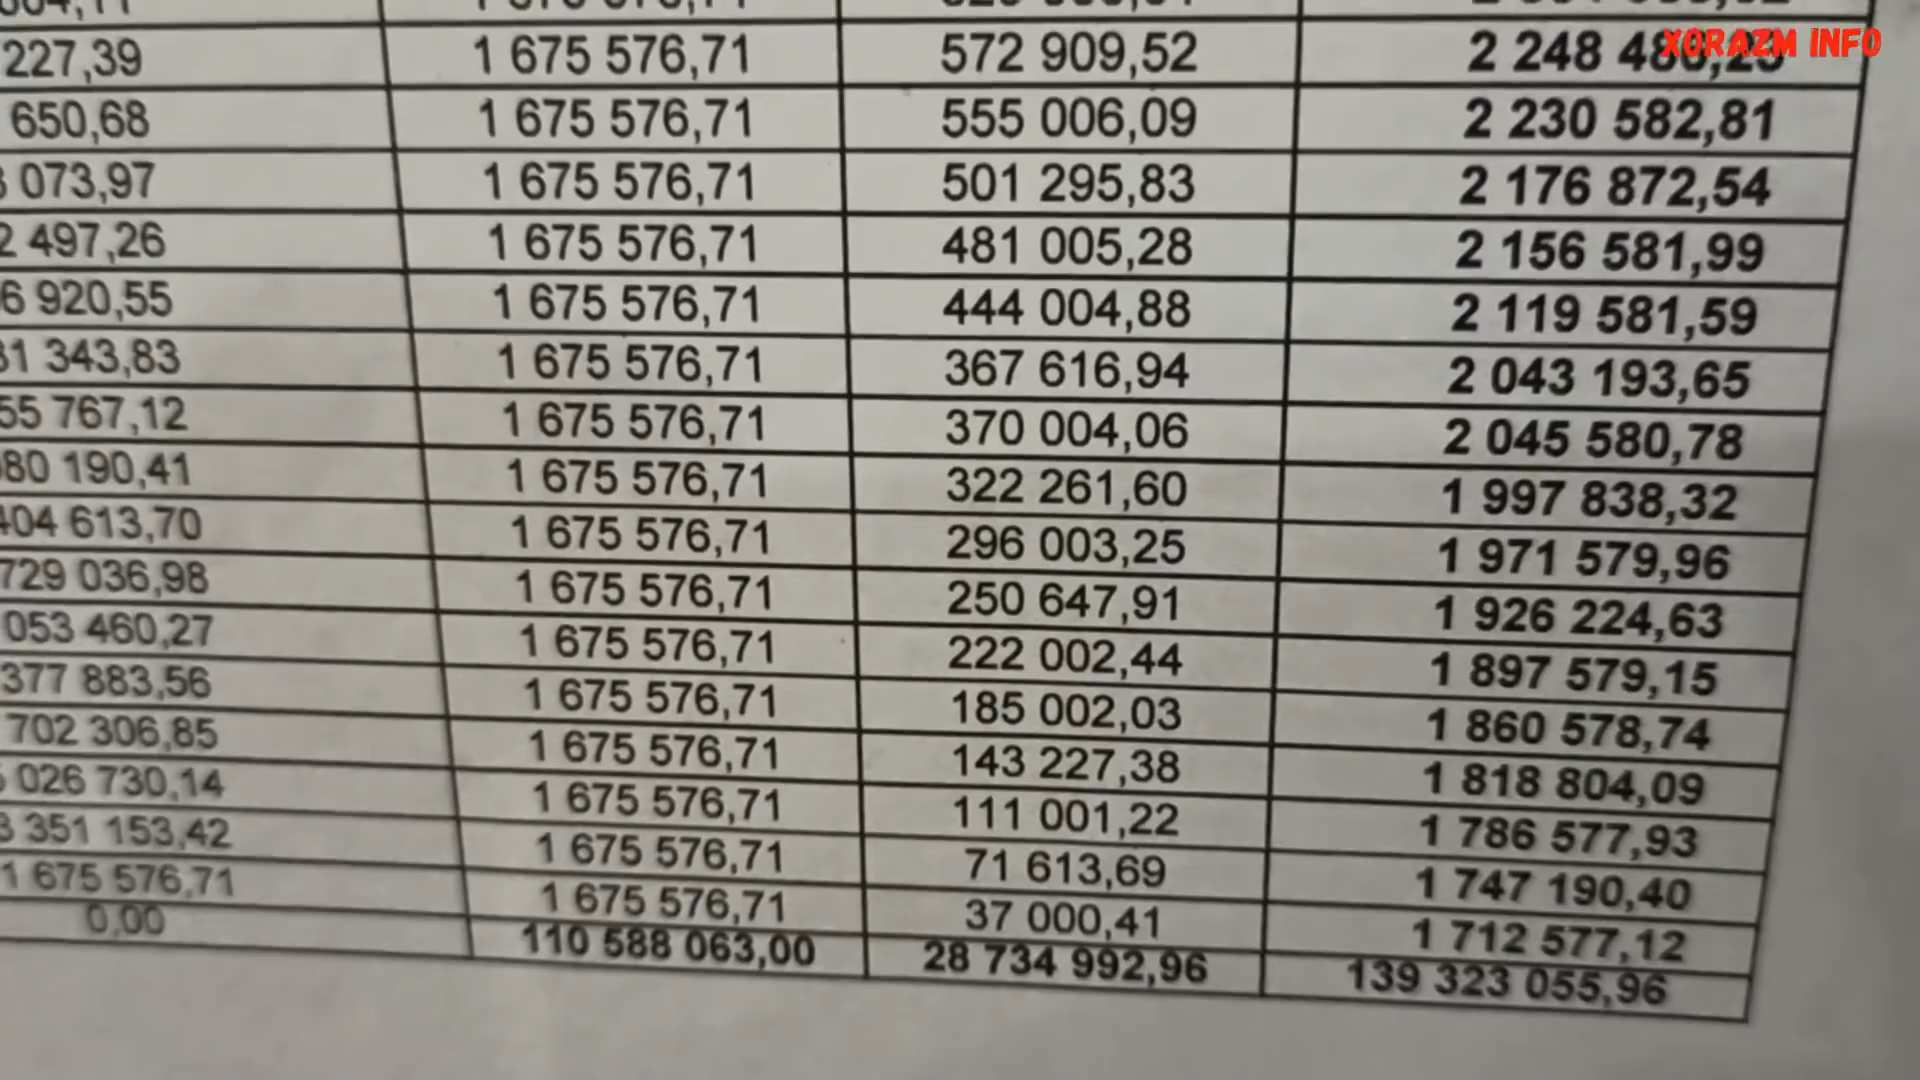 XORAZM INFO
227,39 1 675 576,71 572 909,52 2 248
650,68 1 675 576,71 555 006,09 2 230 582,81
073,97 1 675 576,71 501 295,83 2 176 872,54
2 497,26 1 675 576,71 481 005,28 2 156 581,99
6 920,55 1 675 576,71 444 004,88 2 119 581,59
31 343,83 1 675 576,71 367 616,94 2 043 193,65
55 767,12 1 675 576,71 370 004,06 2 045 580,78
80 190,41 1 675 576,71 322 261,60 1 997 838,32
404 613,70 1 675 576,71 296 003,25 1 971 579,96
729 036,98 1 675 576,71 250 647,91 1 926 224,63
053 460,27 1 675 576,71 222 002,44 1 897 579,15
377 883,56 1 675 576,71 185 002,03 1 860 578,74
702 306,85 1 675 576,71 143 227,38 1 818 804,09
026 730,14 1 675 576,71 111 001,22 1 786 577,93
3 351 153,42 1 675 576,71 71 613,69 1 747 190,40
1 675 576,71 1 675 576,71 37 000,41 1 712 577,12
0,00 110 588 063,00 28 734 992,96 139 323 055,96